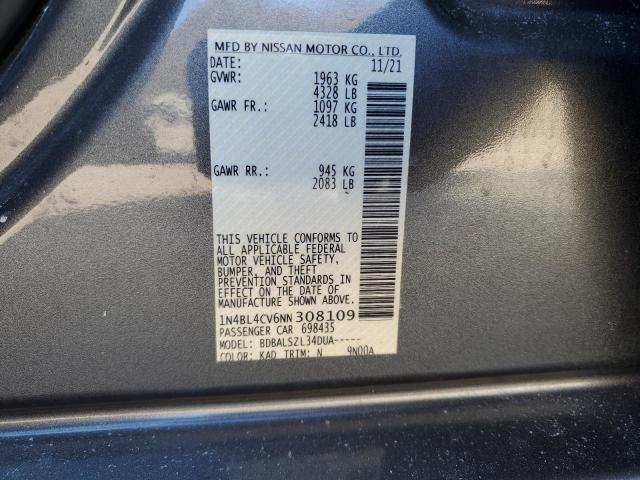 MFD BY NISSAN MOTOR CO., LTD.
DATE: 11/21
GVWR: 1963 KG
4328 LB
GAWR FR.: 1097 KG
2418 LB
GAWR RR.: 945 KG
2083 LB
THIS VEHICLE CONFORMS TO
ALL APPLICABLE FEDERAL
MOTOR VEHICLE SAFETY,
BUMPER, AND THEFT
PREVENTION STANDARDS IN
EFFECT ON THE DATE OF
MANUFACTURE SHOWN ABOVE.
1N4BL4CV6NN 308109
PASSENGER CAR 698435
MODEL: BDBALSZL34DUA-----
COLOR: KAD TRIM: N 9N00A